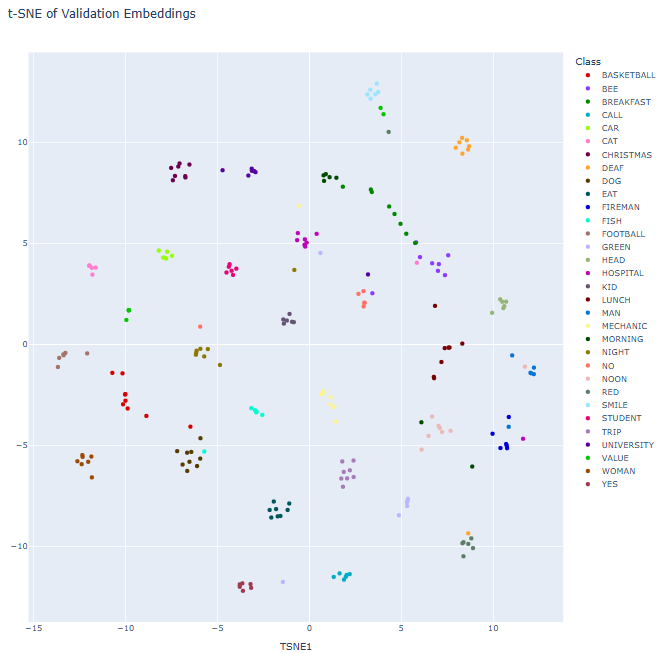 t-SNE of Validation Embeddings
Class
BASKETBALL
BEE
BREAKFAST
CALL
CAR
CAT
CHRISTMAS
DEAF
DOG
EAT
FIREMAN
FISH
FOOTBALL
GREEN
HEAD
HOSPITAL
KID
LUNCH
MAN
MECHANIC
MORNING
NIGHT
NO
NOON
RED
SMILE
STUDENT
TRIP
UNIVERSITY
VALUE
WOMAN
YES
10
5
0
−5
−10
−15
−10
−5
0
5
10
TSNE1